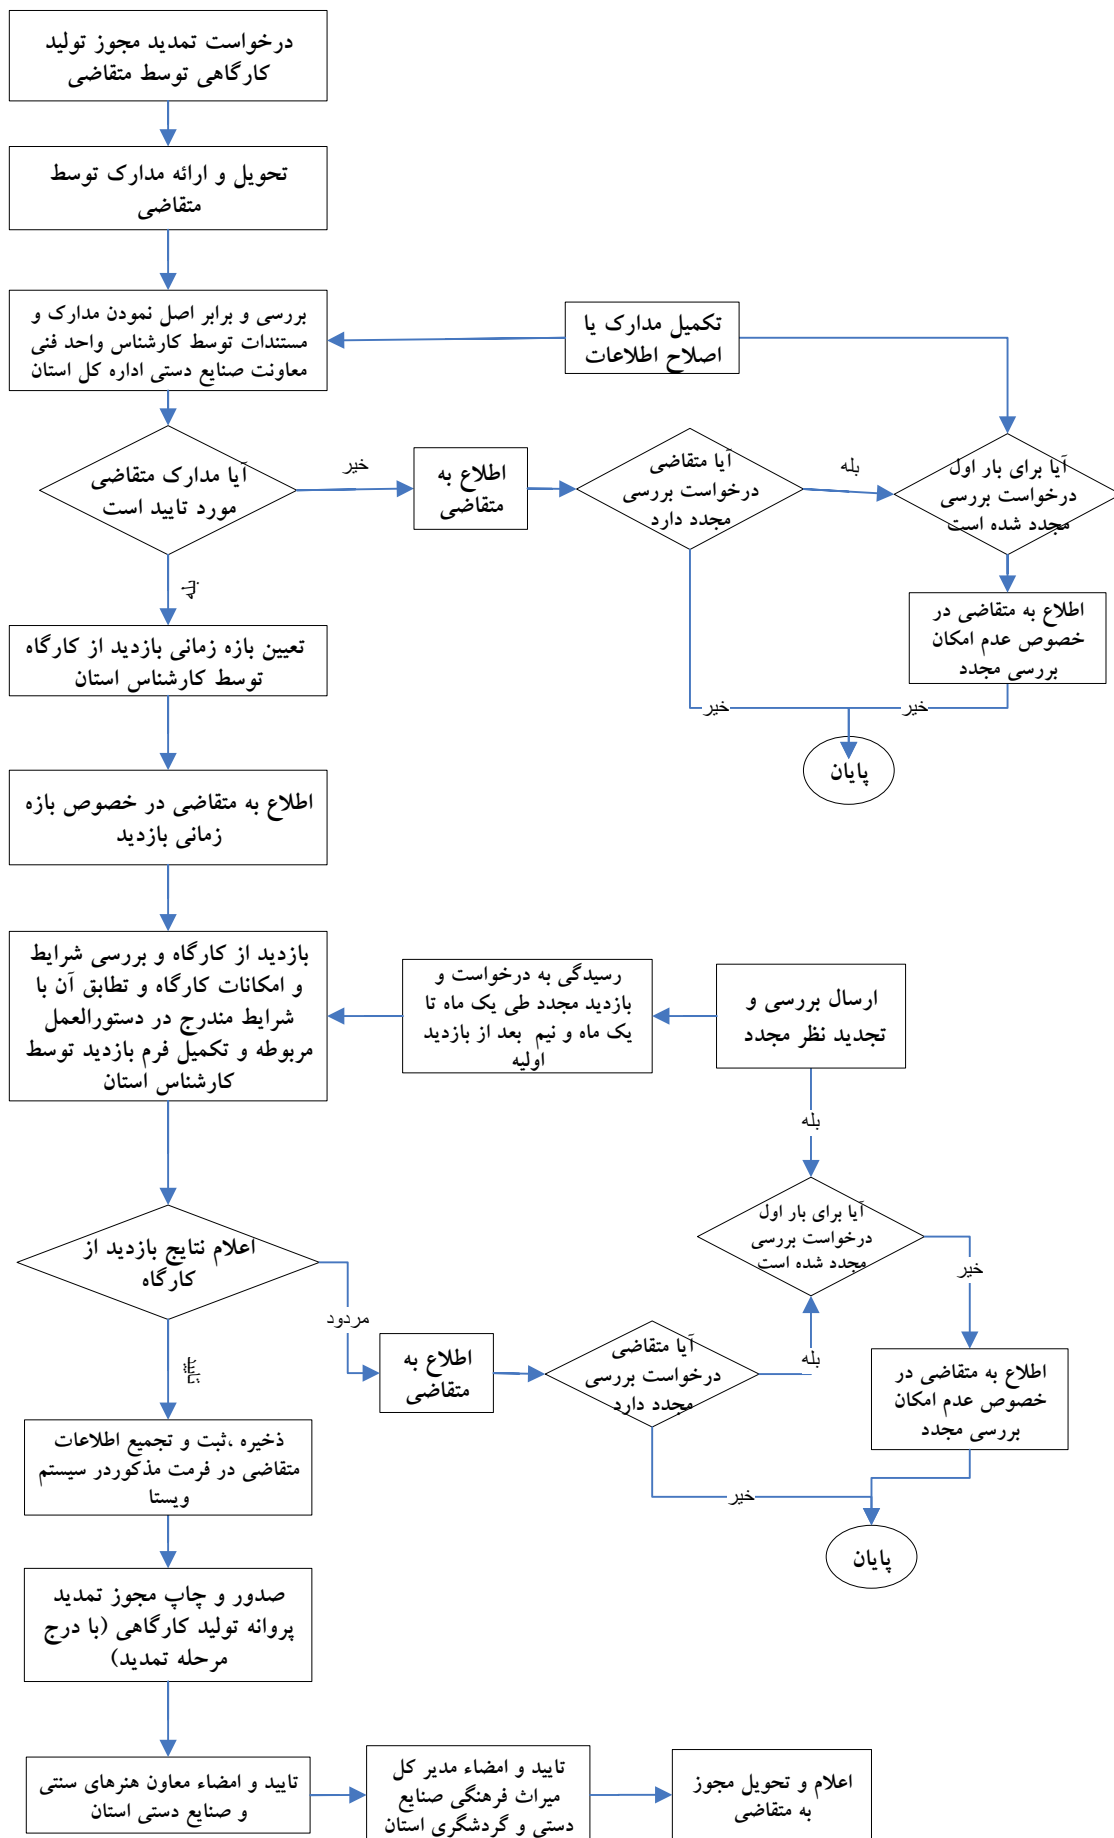 درخواست تمدید مجوز تولید
کارگاهی توسط متقاضی
تحویل و ارائه مدارک توسط
متقاضی
بررسی و برابر اصل نمودن مدارک و
مستندات توسط کارشناس واحد فنی
معاونت صنایع دستی اداره کل استان
تکمیل مدارک یا
اصلاح اطلاعات
آیا مدارک متقاضی
مورد تایید است
خیر
اطلاع به
متقاضی
آیا متقاضی
درخواست بررسی
مجدد دارد
بله
آیا برای بار اول
درخواست بررسی
مجدد شده است
بله
تعیین بازه زمانی بازدید از کارگاه
توسط کارشناس استان
اطلاع به متقاضی در
خصوص عدم امکان
بررسی مجدد
خیر
خیر
پایان
اطلاع به متقاضی در خصوص بازه
زمانی بازدید
بازدید از کارگاه و بررسی شرایط
و امکانات کارگاه و تطابق آن با
شرایط مندرج در دستورالعمل
مربوطه و تکمیل فرم بازدید توسط
کارشناس استان
رسیدگی به درخواست و
بازدید مجدد طی یک ماه تا
یک ماه و نیم بعد از بازدید
اولیه
ارسال بررسی و
تجدید نظر مجدد
بله
آیا برای بار اول
درخواست بررسی
مجدد شده است
خیر
اعلام نتایج بازدید از
کارگاه
مردود
اطلاع به
متقاضی
آیا متقاضی
درخواست بررسی
مجدد دارد
بله
اطلاع به متقاضی در
خصوص عدم امکان
بررسی مجدد
تایید
خیر
پایان
ذخیره ،ثبت و تجمیع اطلاعات
متقاضی در فرمت مذکوردر سیستم
ویستا
صدور و چاپ مجوز تمدید
پروانه تولید کارگاهی (با درج
مرحله تمدید)
تایید و امضاء معاون هنرهای سنتی
و صنایع دستی استان
تایید و امضاء مدیر کل
میراث فرهنگی صنایع
دستی و گردشگری استان
اعلام و تحویل مجوز
به متقاضی